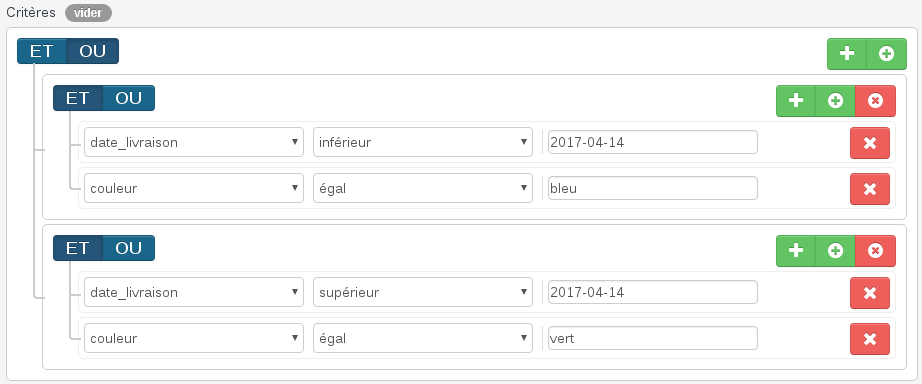 Critères vider
ET OU
ET OU
date_livraison inférieur 2017-04-14
couleur égal bleu
ET OU
date_livraison supérieur 2017-04-14
couleur égal vert